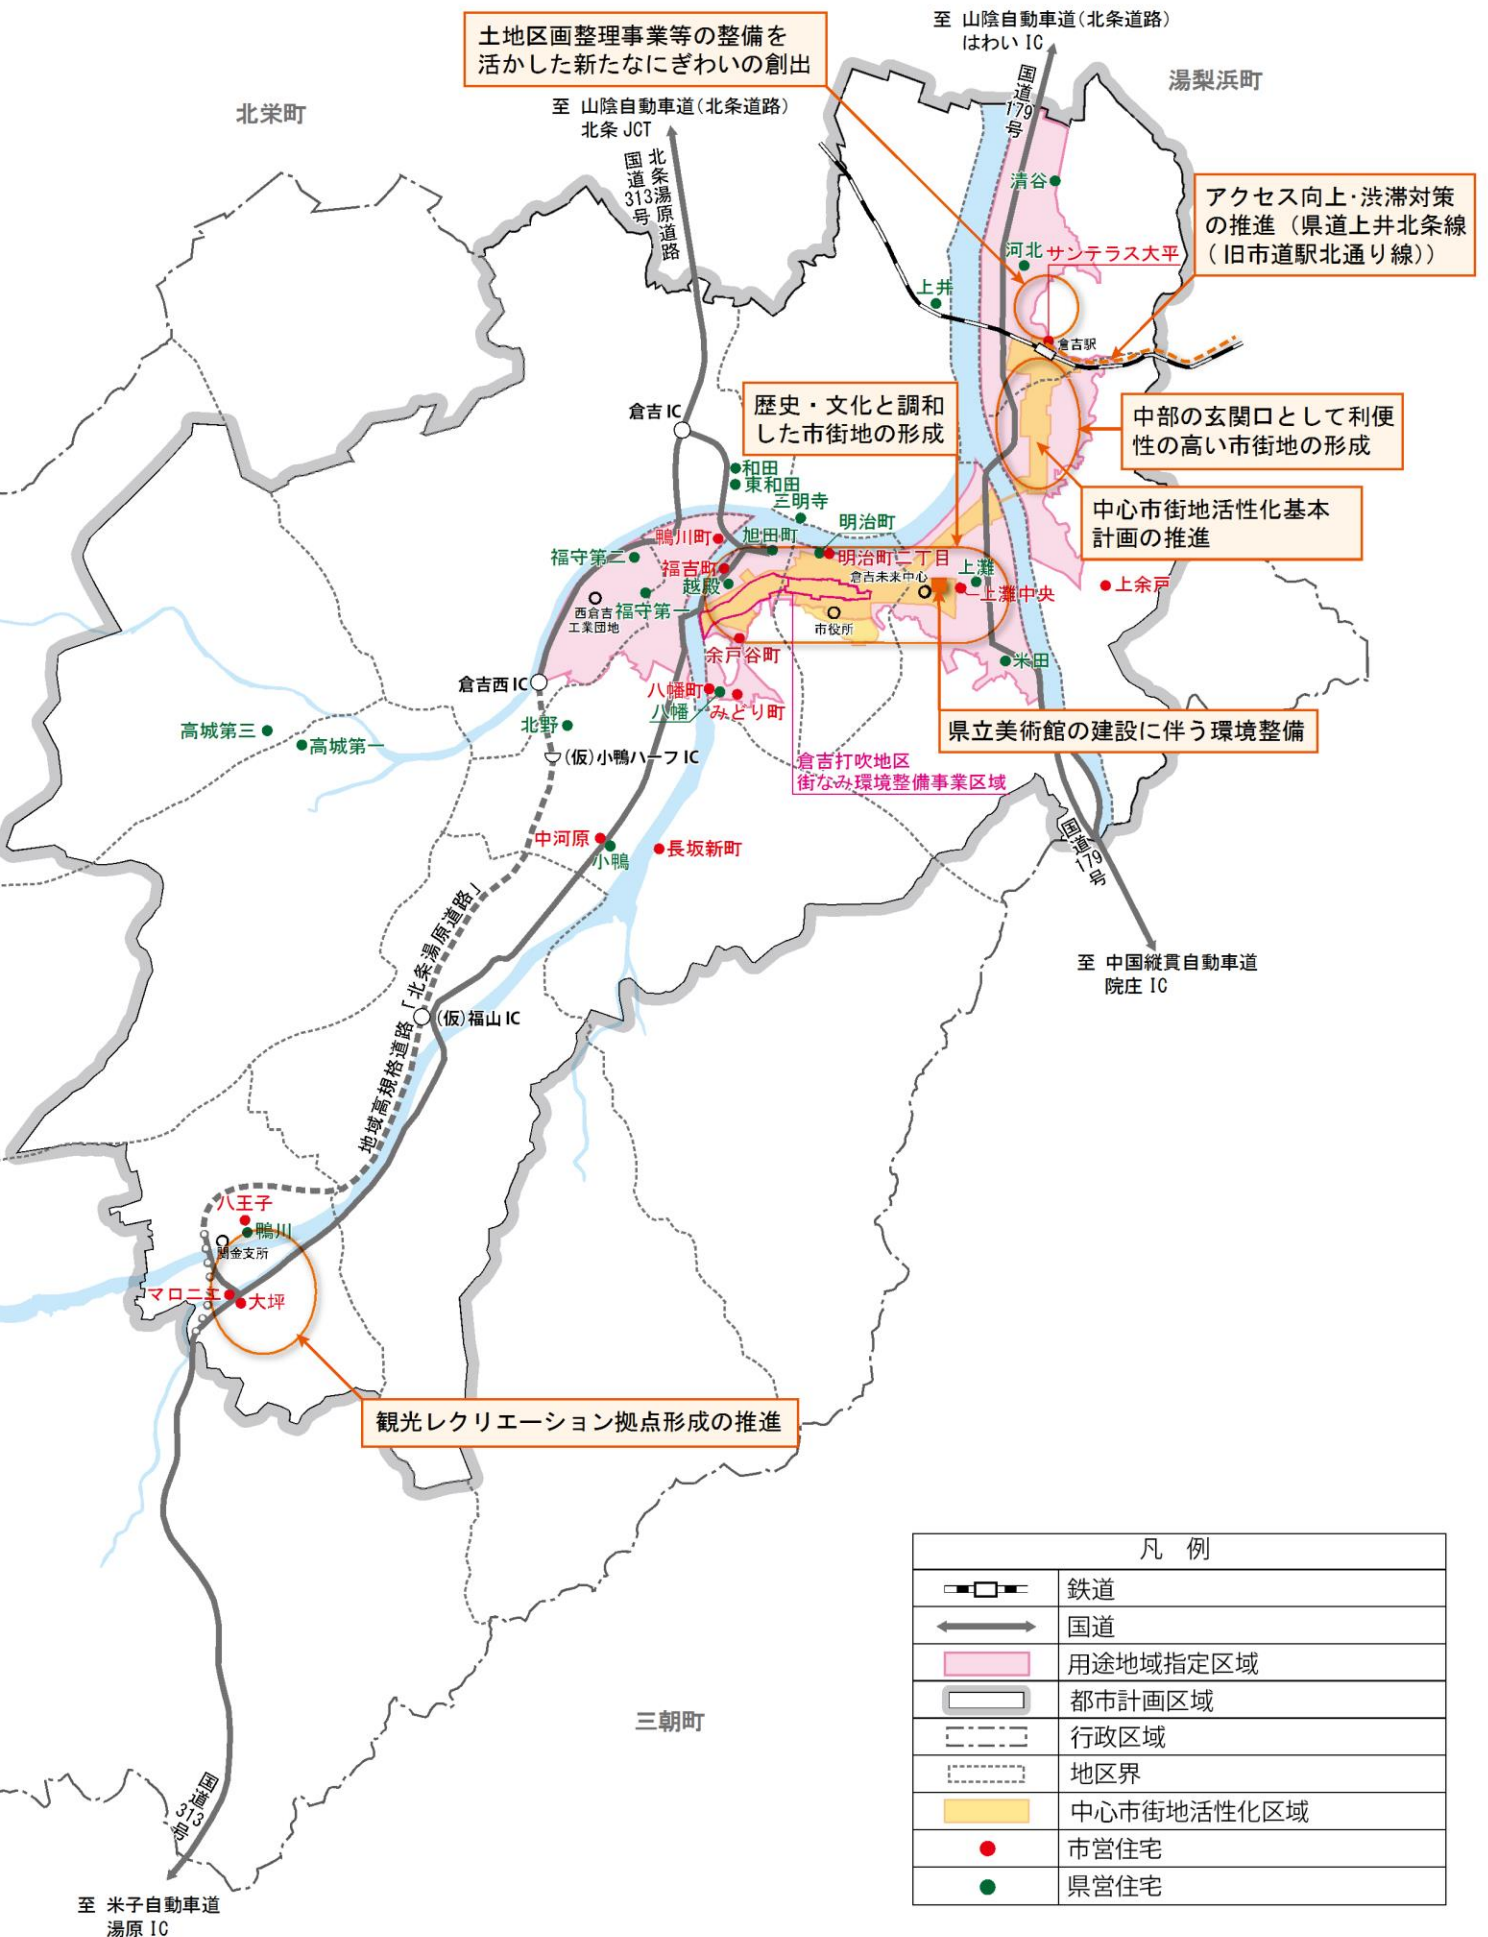 土地区画整理事業等の整備を
活かした新たなにぎわいの創出
至 山陰自動車道(北条道路)
はわい IC
湯梨浜町
北栄町
至 山陰自動車道(北条道路)
北条 JCT
国道179号
北条湯原道路
国道313号
清谷
アクセス向上・渋滞対策
の推進（県道上井北条線
（旧市道駅北通り線））
河北
サンテラス大平
上井
倉吉駅
歴史・文化と調和
した市街地の形成
中部の玄関口として利便
性の高い市街地の形成
倉吉 IC
中心市街地活性化基本
計画の推進
和田
東和田
三明寺
明治町
鴨川町
旭田町
福守第二
明治町二丁目
福吉町
越殿
倉吉未来中心
上灘
上灘中央
上余戸
西倉吉
工業団地
福守第一
市役所
余戸谷町
米田
倉吉西 IC
八幡町
八幡
みどり町
北野
県立美術館の建設に伴う環境整備
高城第三
高城第一
(仮)小鴨ハーフ IC
倉吉打吹地区
街なみ環境整備事業区域
中河原
小鴨
長坂新町
国道179号
至 中国縦貫自動車道
院庄 IC
地域高規格道路「北条湯原道路」
(仮)福山 IC
八王子
鴨川
関金支所
マロニエ
大坪
観光レクリエーション拠点形成の推進
三朝町
国道313号
至 米子自動車道
湯原 IC
凡 例
鉄道
国道
用途地域指定区域
都市計画区域
行政区域
地区界
中心市街地活性化区域
市営住宅
県営住宅